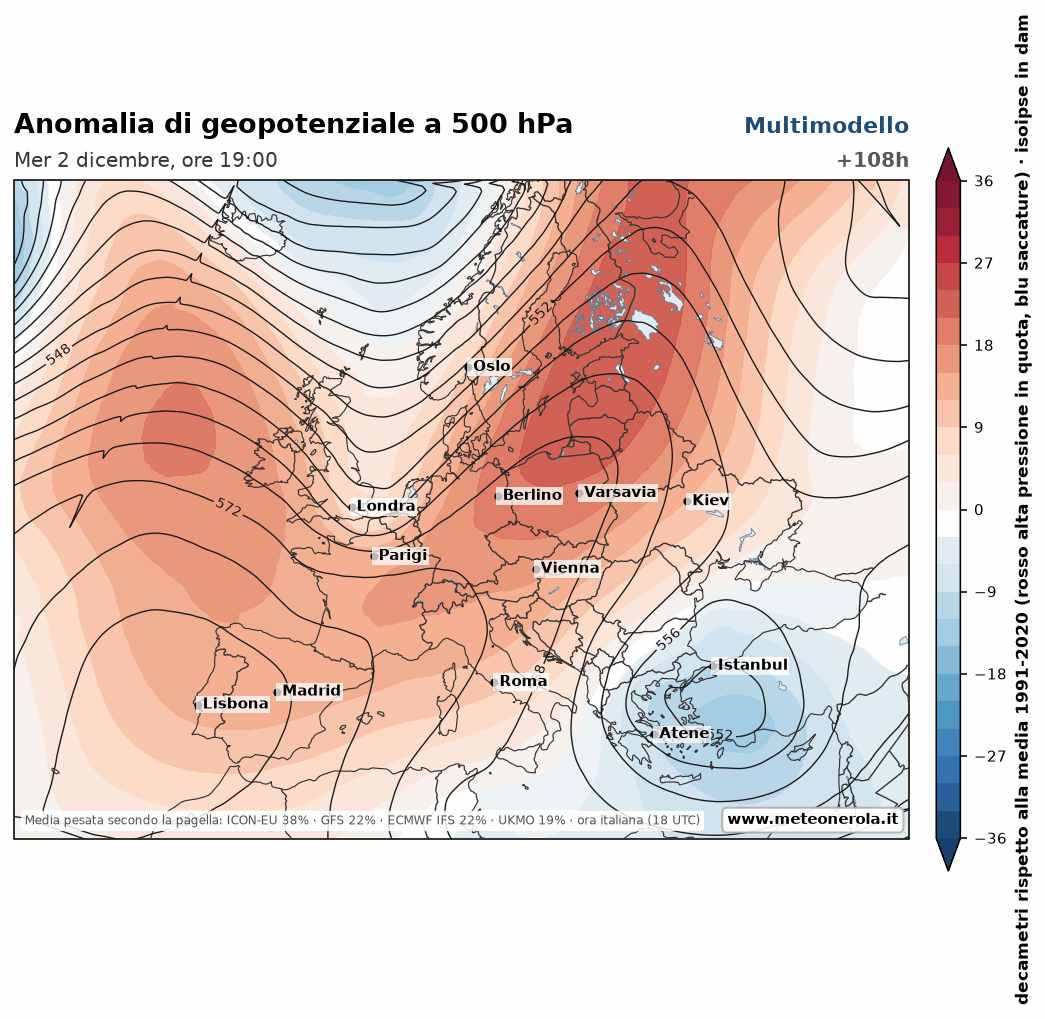 Anomalia di geopotenziale a 500 hPa
Multimodello
Mer 2 dicembre, ore 19:00
+108h
548
552
Oslo
572
Londra
Berlino
Varsavia
Kiev
Parigi
Vienna
556
Istanbul
Roma
Madrid
Lisbona
Atene
552
Media pesata secondo la pagella: ICON-EU 38% · GFS 22% · ECMWF IFS 22% · UKMO 19% · ora italiana (18 UTC)
www.meteonerola.it
36
27
18
9
0
−9
−18
−27
−36
decametri rispetto alla media 1991-2020 (rosso alta pressione in quota, blu saccature) · isoipse in dam